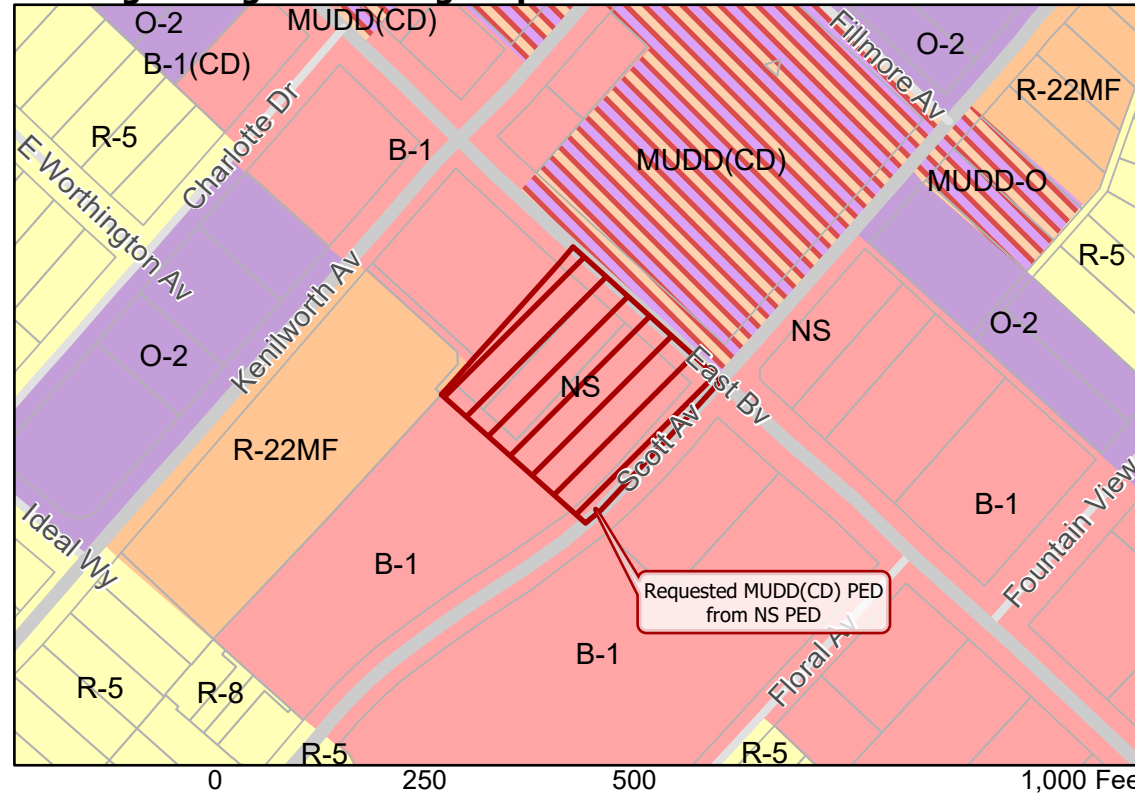 O-2
MUDD(CD)
Fillmore Av
O-2
B-1(CD)
R-22MF
R-5
Charlotte Dr
B-1
MUDD(CD)
E Worthington Av
MUDD-O
R-5
Kenilworth Av
NS
O-2
O-2
NS
East Bv
R-22MF
Scott Av
B-1
Fountain View
Ideal Wy
B-1
Requested MUDD(CD) PED
from NS PED
B-1
Floral Av
R-5
R-8
R-5
R-5
0 250 500 1,000 Fee